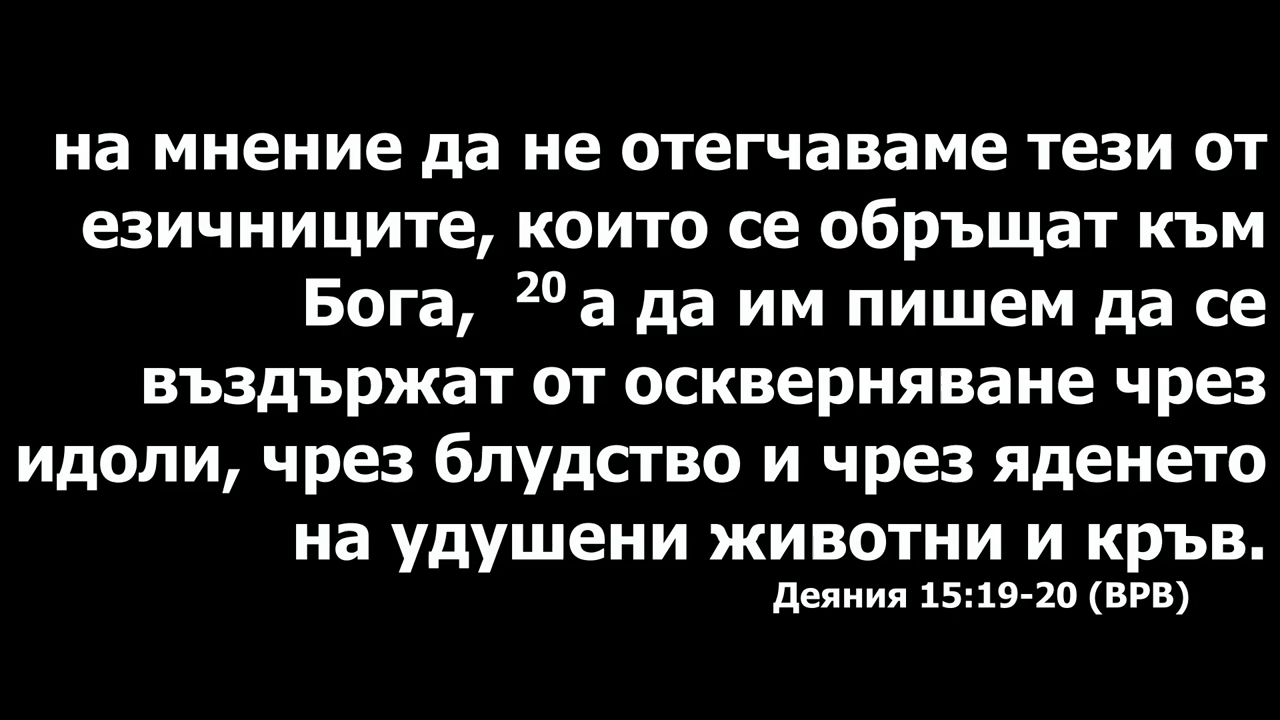 на мнение да не отегчаваме тези от
езичниците, които се обръщат към
Бога, 20 а да им пишем да се
въздържат от оскверняване чрез
идоли, чрез блудство и чрез яденето
на удушени животни и кръв.
Деяния 15:19-20 (ВРВ)